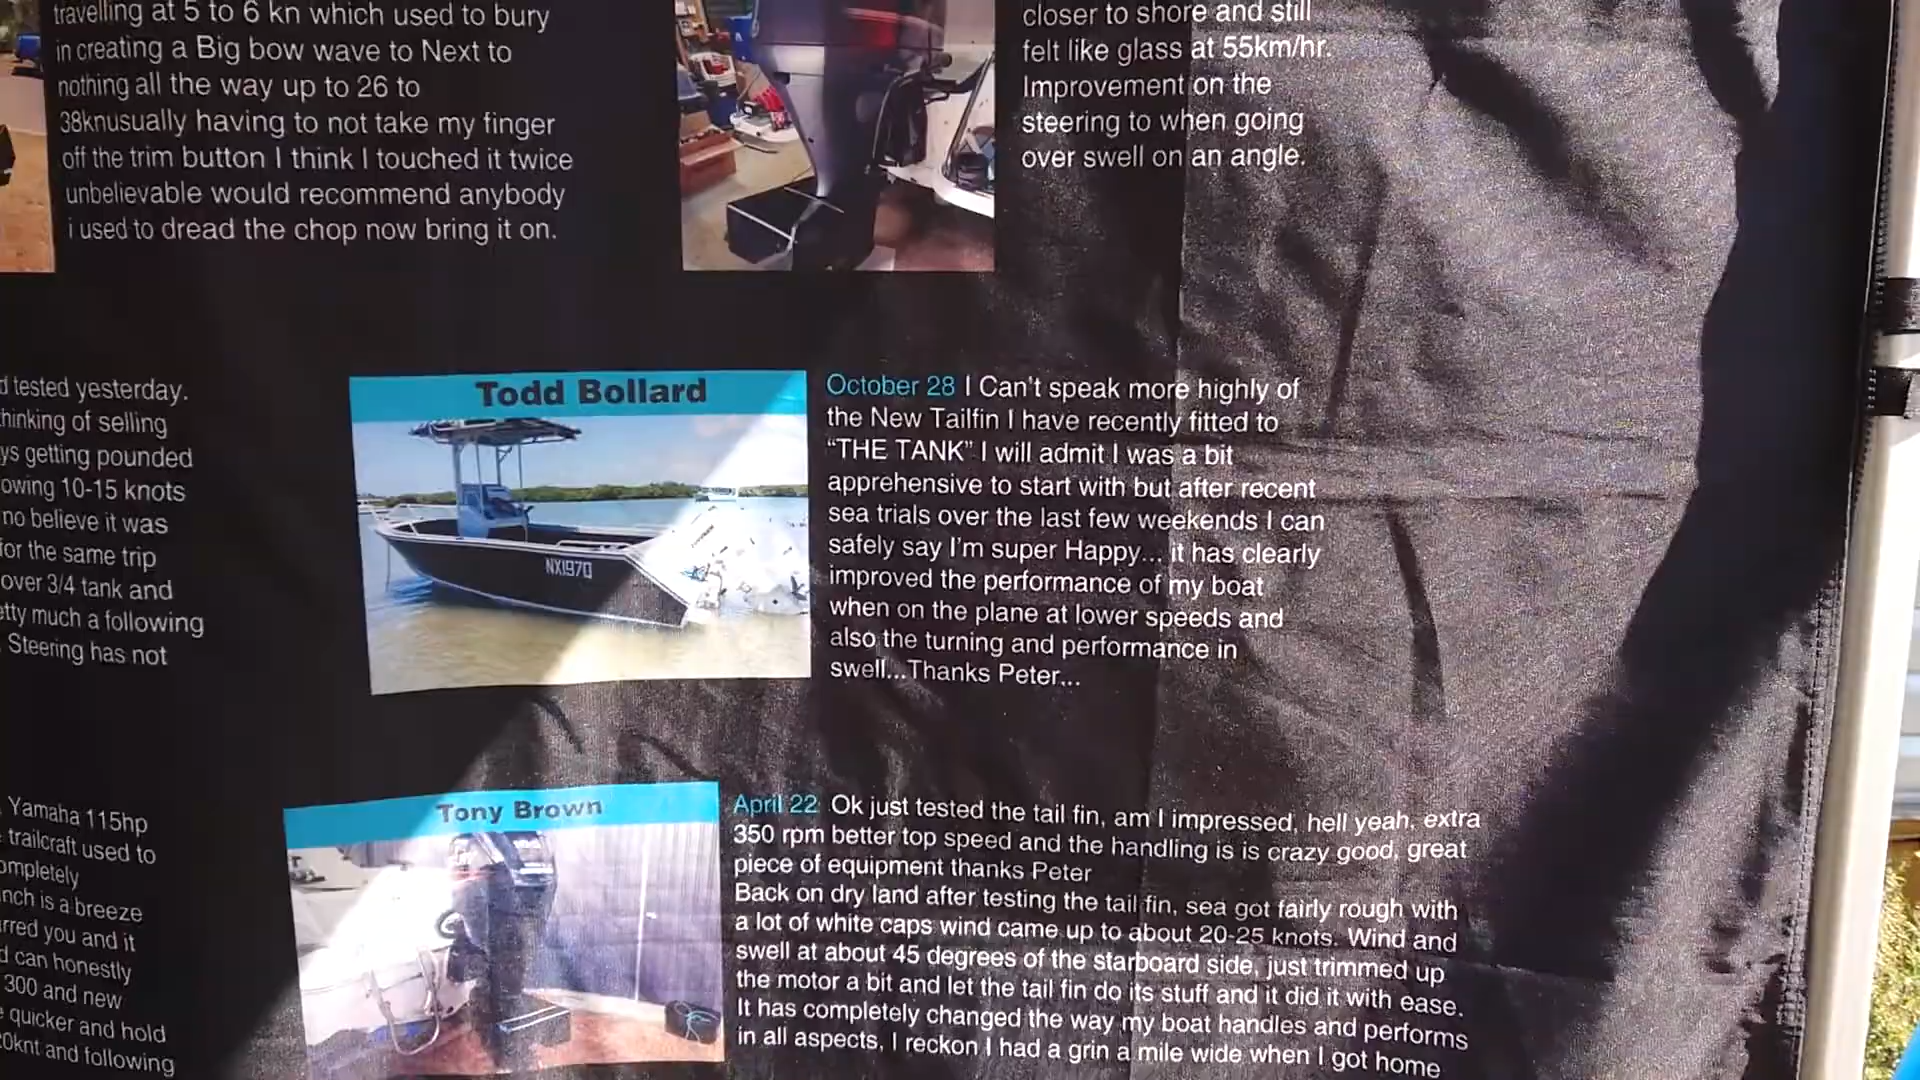 travelling at 5 to 6 kn which used to bury
in creating a Big bow wave to Next to
nothing all the way up to 26 to
38knusually having to not take my finger
off the trim button I think I touched it twice
unbelievable would recommend anybody
i used to dread the chop now bring it on.
closer to shore and still
felt like glass at 55km/hr.
Improvement on the
steering to when going
over swell on an angle.
tested yesterday.
thinking of selling
getting pounded
10-15 knots
no believe it was
for the same trip
over 3/4 tank and
much a following
Steering has not
Todd Bollard
NX1970
October 28 I Can't speak more highly of
the New Tailfin I have recently fitted to
“THE TANK” I will admit I was a bit
apprehensive to start with but after recent
sea trials over the last few weekends I can
safely say I'm super Happy... it has clearly
improved the performance of my boat
when on the plane at lower speeds and
also the turning and performance in
swell...Thanks Peter...
Yamaha 115hp
trailcraft used to
is a breeze
you and it
can honestly
300 and new
quicker and hold
and following
Tony Brown
April 22 Ok just tested the tail fin, am I impressed, hell yeah, extra
350 rpm better top speed and the handling is is crazy good, great
piece of equipment thanks Peter
Back on dry land after testing the tail fin, sea got fairly rough with
a lot of white caps wind came up to about 20-25 knots. Wind and
swell at about 45 degrees of the starboard side, just trimmed up
the motor a bit and let the tail fin do its stuff and it did it with ease.
It has completely changed the way my boat handles and performs
in all aspects, I reckon I had a grin a mile wide when I got home